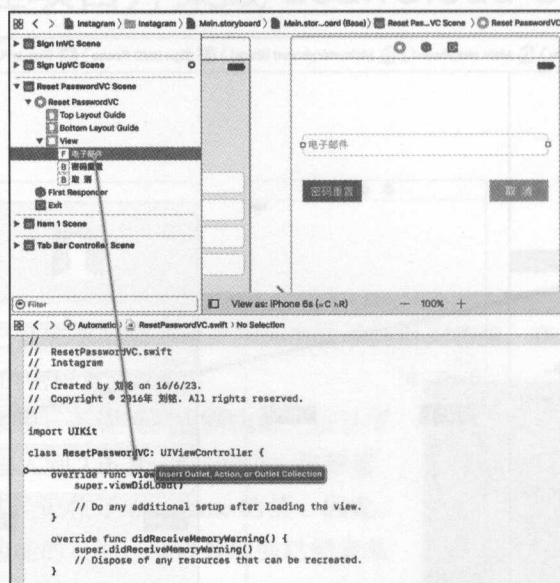 Instagram 〉 Instagram 〉 Main.storyboard 〉 Main.stor...oard (Base) 〉 Reset Pas...VC Scene 〉 Reset PasswordVC
Sign InVC Scene
Sign UpVC Scene
Reset PasswordVC Scene
Reset PasswordVC
Top Layout Guide
Bottom Layout Guide
View
F 电子邮件
B 密码重置
B 取 消
First Responder
Exit
Item 1 Scene
Tab Bar Controller Scene
电子邮件
密码重置
取 消
Filter
View as: iPhone 6s (wC hR)
— 100% +
Automatic 〉 ResetPasswordVC.swift 〉 No Selection
//
// ResetPasswordVC.swift
// Instagram
//
// Created by 刘铭 on 16/6/23.
// Copyright © 2016年 刘铭. All rights reserved.
//
import UIKit
class ResetPasswordVC: UIViewController {
override func view
Insert Outlet, Action, or Outlet Collection
super.viewDidLoad()
// Do any additional setup after loading the view.
}
override func didReceiveMemoryWarning() {
super.didReceiveMemoryWarning()
// Dispose of any resources that can be recreated.
}